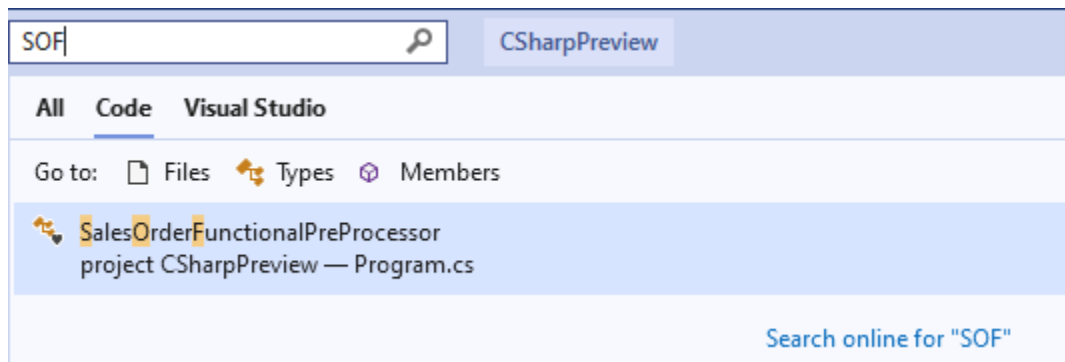 SOF CSharpPreview
All Code Visual Studio
Go to: Files Types Members
SalesOrderFunctionalPreProcessor
project CSharpPreview — Program.cs
Search online for "SOF"